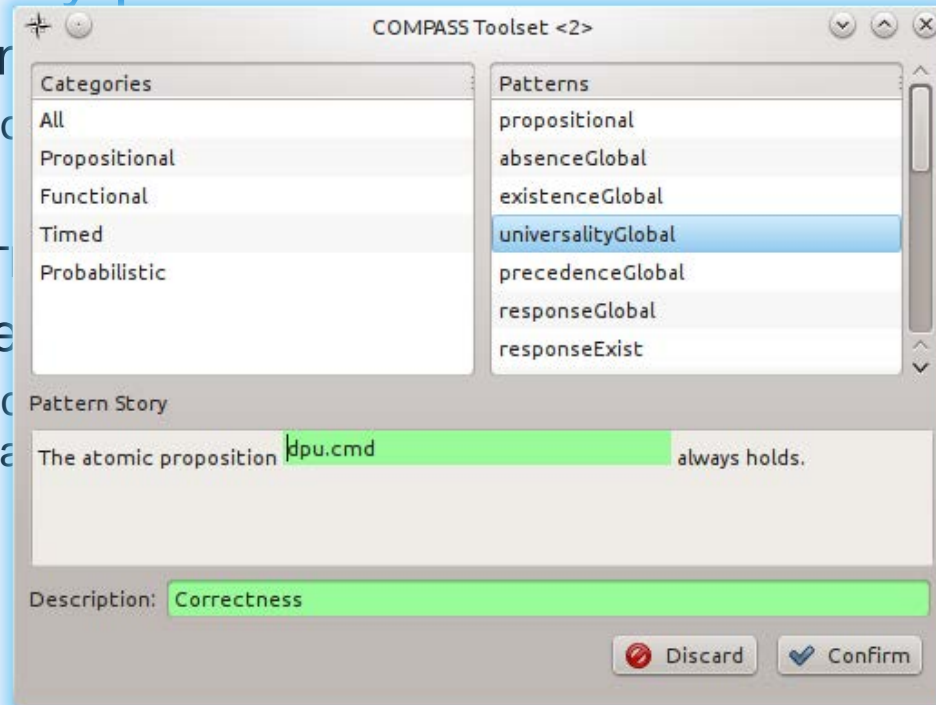 COMPASS Toolset <2>
Categories
All
Propositional
Functional
Timed
Probabilistic
Patterns
propositional
absenceGlobal
existenceGlobal
universalityGlobal
precedenceGlobal
responseGlobal
responseExist
Pattern Story
The atomic proposition dpu.cmd always holds.
Description: Correctness
Discard Confirm